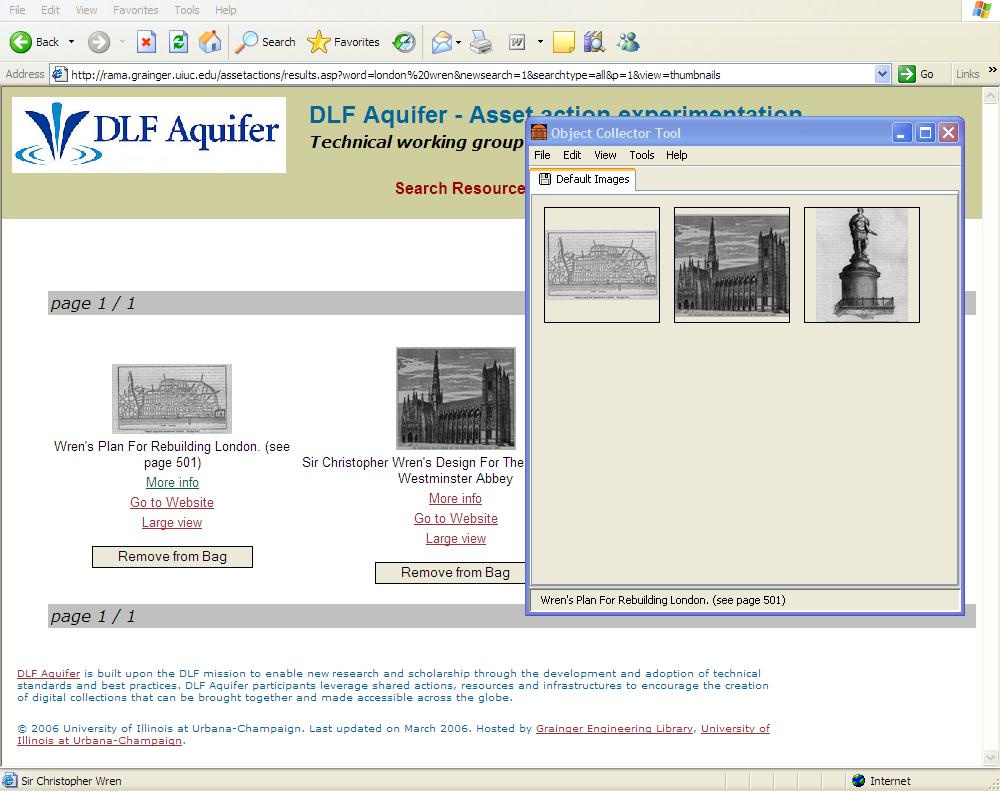 File Edit View Favorites Tools Help
Back Search Favorites
Address http://rama.grainger.uiuc.edu/assetactions/results.asp?word=london%20wren&newsearch=1&searchtype=all&p=1&view=thumbnails Go Links »
DLF Aquifer
DLF Aquifer - Asset action experimentation
Technical working group
Search Resource
page 1 / 1
Wren's Plan For Rebuilding London. (see
page 501)
More info
Go to Website
Large view
Remove from Bag
Sir Christopher Wren's Design For The
Westminster Abbey
More info
Go to Website
Large view
Remove from Bag
page 1 / 1
Object Collector Tool
File Edit View Tools Help
Default Images
Wren's Plan For Rebuilding London. (see page 501)
DLF Aquifer is built upon the DLF mission to enable new research and scholarship through the development and adoption of technical
standards and best practices. DLF Aquifer participants leverage shared actions, resources and infrastructures to encourage the creation
of digital collections that can be brought together and made accessible across the globe.
© 2006 University of Illinois at Urbana-Champaign. Last updated on March 2006. Hosted by Grainger Engineering Library, University of
Illinois at Urbana-Champaign.
Sir Christopher Wren Internet